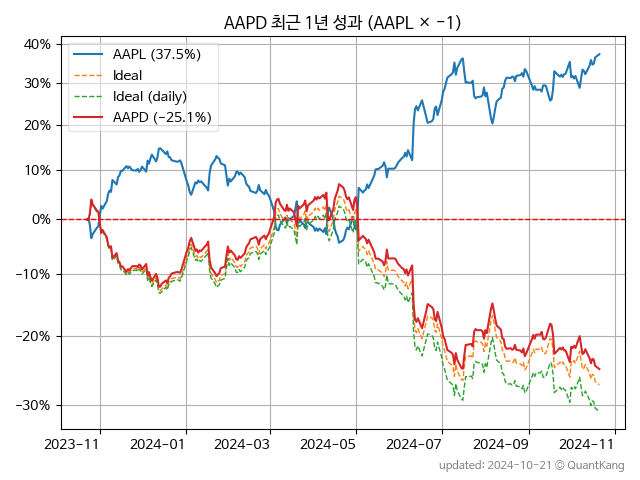 AAPD 최근 1년 성과 (AAPL × −1)
40%
30%
20%
10%
0%
−10%
−20%
−30%
AAPL (37.5%)
Ideal
Ideal (daily)
AAPD (−25.1%)
2023-11
2024-01
2024-03
2024-05
2024-07
2024-09
2024-11
updated: 2024-10-21 © QuantKang